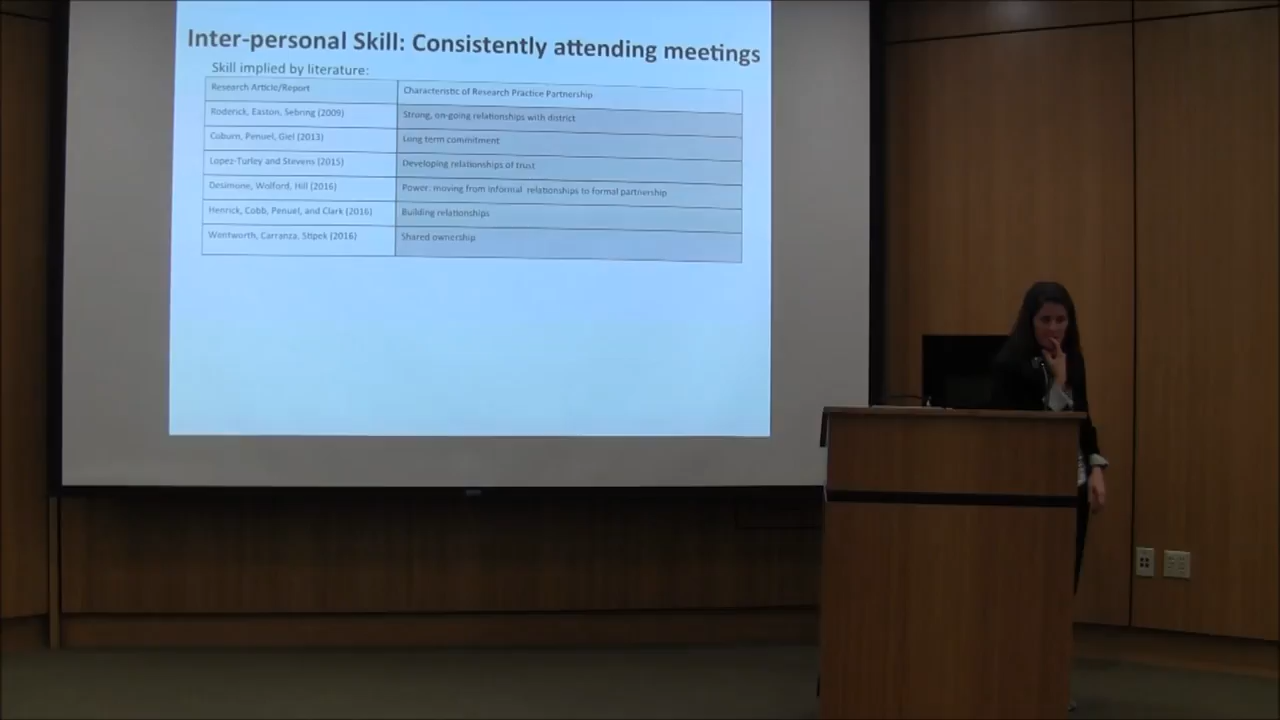 Inter-personal Skill: Consistently attending meetings
Skill implied by literature:
Research Article/Report Characteristic of Research Practice Partnership
Roderick, Easton, Sebring (2009) Strong, on-going relationships with district
Coburn, Penuel, Giel (2013) Long term commitment
Lopez-Turley and Stevens (2015) Developing relationships of trust
Desimone, Wolford, Hill (2016) Power: moving from informal relationships to formal partnership
Henrick, Cobb, Penuel, and Clark (2016) Building relationships
Wentworth, Carranza, Stipek (2016) Shared ownership